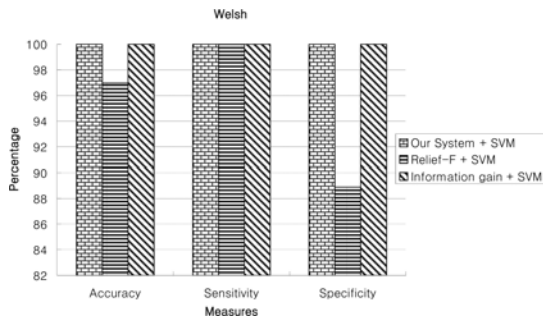 Welsh
100
98
96
94
92
90
88
86
84
82
Percentage
Accuracy Sensitivity Specificity
Measures
Our System + SVM
Relief-F + SVM
Information gain + SVM